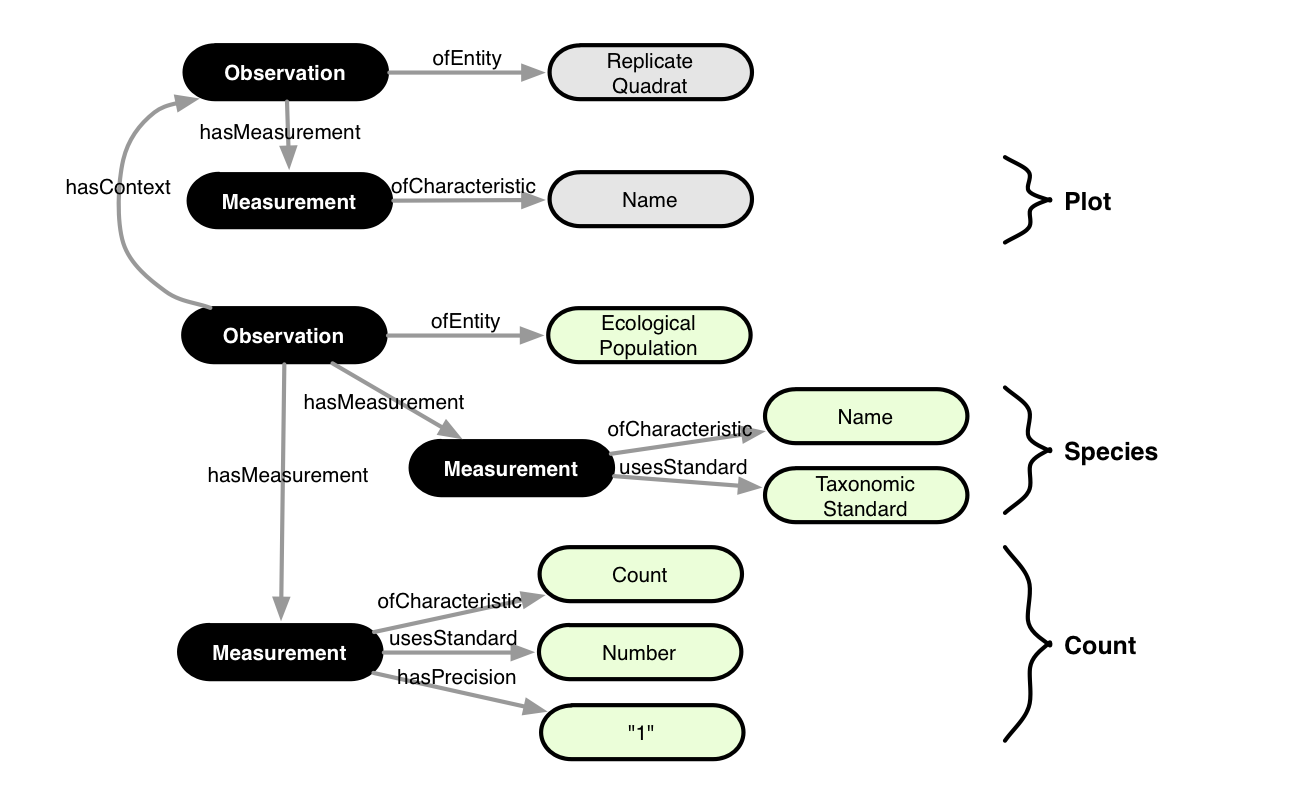 Observation
ofEntity
Replicate
Quadrat
hasMeasurement
hasContext
Measurement
ofCharacteristic
Name
Plot
Observation
ofEntity
Ecological
Population
hasMeasurement
Measurement
ofCharacteristic
Name
usesStandard
Taxonomic
Standard
Species
hasMeasurement
Measurement
ofCharacteristic
Count
usesStandard
Number
hasPrecision
"1"
Count